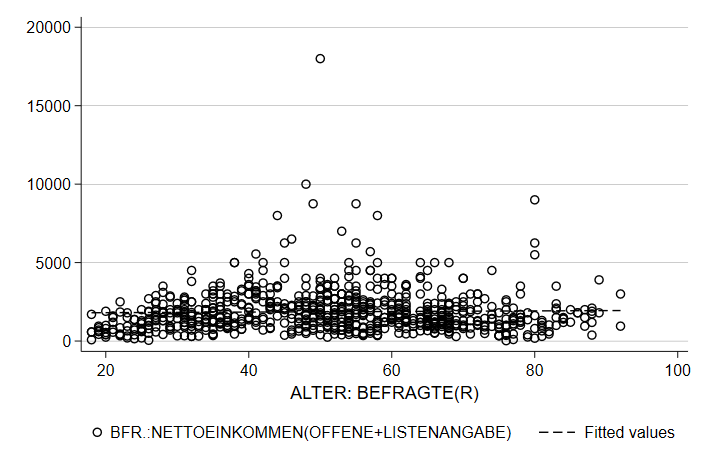 20000
15000
10000
5000
0
20 40 60 80 100
ALTER: BEFRAGTE(R)
BFR.:NETTOEINKOMMEN(OFFENE+LISTENANGABE) Fitted values